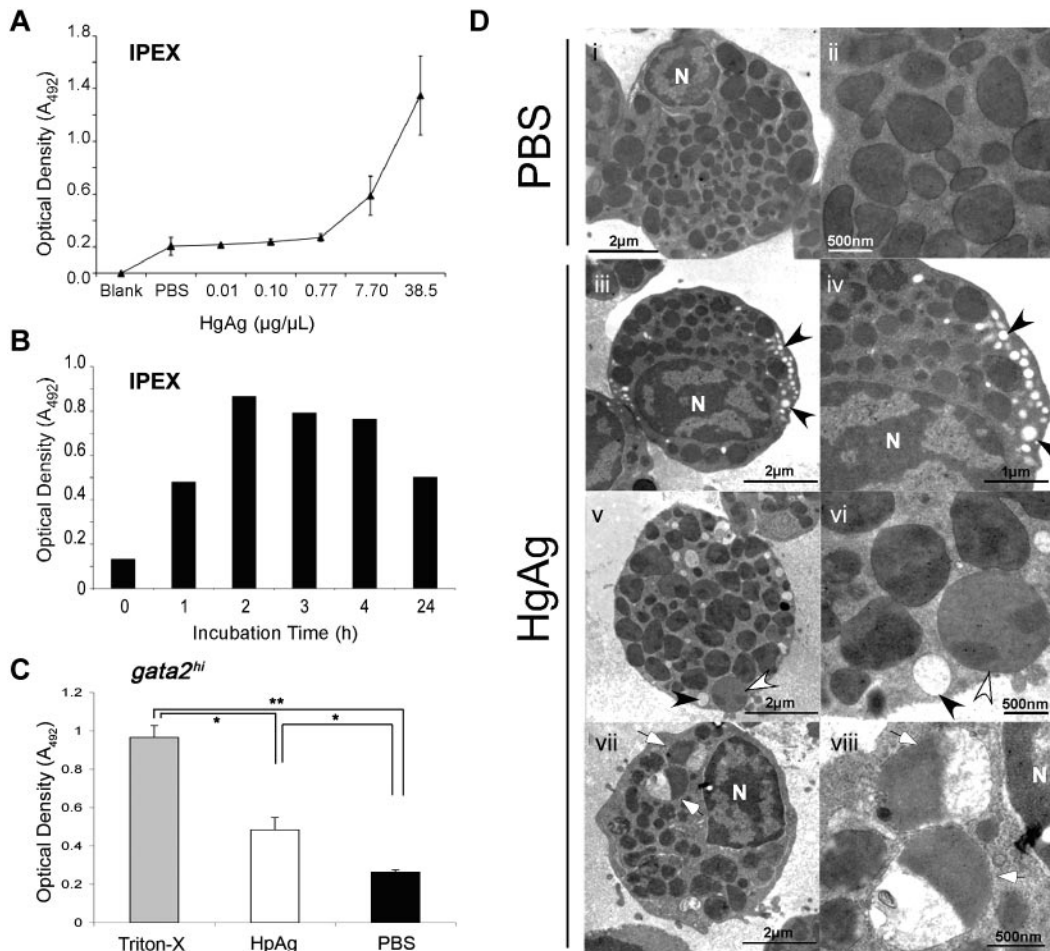 A
IPEX
Optical Density (A492)
1.8
1.4
1.0
0.6
0.2
0.0
Blank PBS 0.01 0.10 0.77 7.70 38.5
HgAg (µg/µL)
B
IPEX
Optical Density (A492)
1.0
0.8
0.6
0.4
0.2
0
0 1 2 3 4 24
Incubation Time (h)
C
gata2hi
Optical Density (A492)
1.2
1
0.8
0.6
0.4
0.2
0
**
* *
Triton-X HpAg PBS
D
PBS
i
N
2µm
ii
500nm
HgAg
iii
N
2µm
iv
N
1µm
v
2µm
vi
500nm
vii
N
2µm
viii
N
500nm